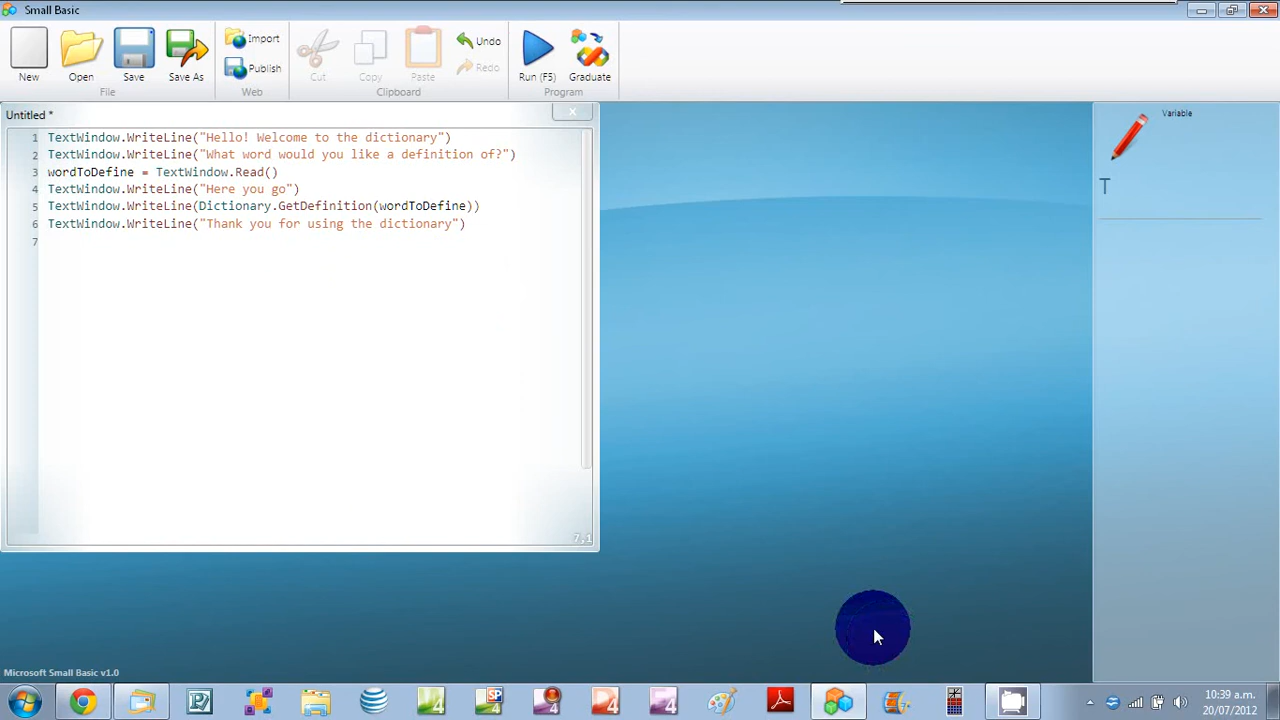 Small Basic
New
Open
Save
Save As
Import
Publish
Cut
Copy
Paste
Undo
Redo
Run (F5)
Graduate
File
Web
Clipboard
Program
Untitled *
1 TextWindow.WriteLine("Hello! Welcome to the dictionary")
2 TextWindow.WriteLine("What word would you like a definition of?")
3 wordToDefine = TextWindow.Read()
4 TextWindow.WriteLine("Here you go")
5 TextWindow.WriteLine(Dictionary.GetDefinition(wordToDefine))
6 TextWindow.WriteLine("Thank you for using the dictionary")
7
7,1
Variable
T
Microsoft Small Basic v1.0
10:39 a.m.
20/07/2012